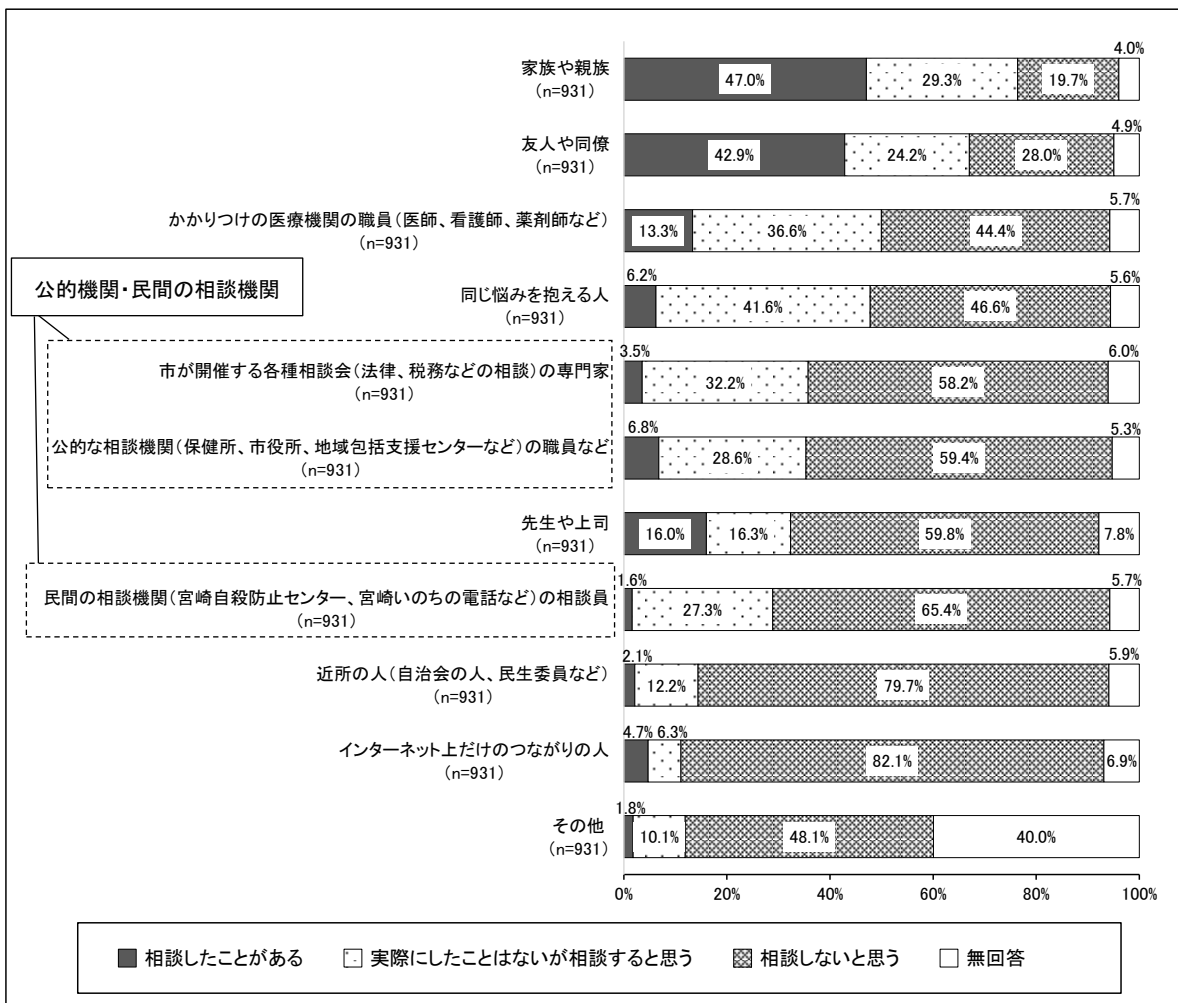 4.0%
家族や親族
(n=931)
47.0% 29.3% 19.7%
4.9%
友人や同僚
(n=931)
42.9% 24.2% 28.0%
5.7%
かかりつけの医療機関の職員（医師、看護師、薬剤師など）
(n=931)
13.3% 36.6% 44.4%
公的機関・民間の相談機関
6.2% 5.6%
同じ悩みを抱える人
(n=931)
41.6% 46.6%
3.5% 6.0%
市が開催する各種相談会（法律、税務などの相談）の専門家
(n=931)
32.2% 58.2%
6.8% 5.3%
公的な相談機関（保健所、市役所、地域包括支援センターなど）の職員など
(n=931)
28.6% 59.4%
先生や上司
(n=931)
16.0% 16.3% 59.8% 7.8%
1.6% 5.7%
民間の相談機関（宮崎自殺防止センター、宮崎いのちの電話など）の相談員
(n=931)
27.3% 65.4%
2.1% 5.9%
近所の人（自治会の人、民生委員など）
(n=931)
12.2% 79.7%
4.7% 6.3%
インターネット上だけのつながりの人
(n=931)
82.1% 6.9%
1.8%
その他
(n=931)
10.1% 48.1% 40.0%
0% 20% 40% 60% 80% 100%
相談したことがある 実際にしたことはないが相談すると思う 相談しないと思う 無回答